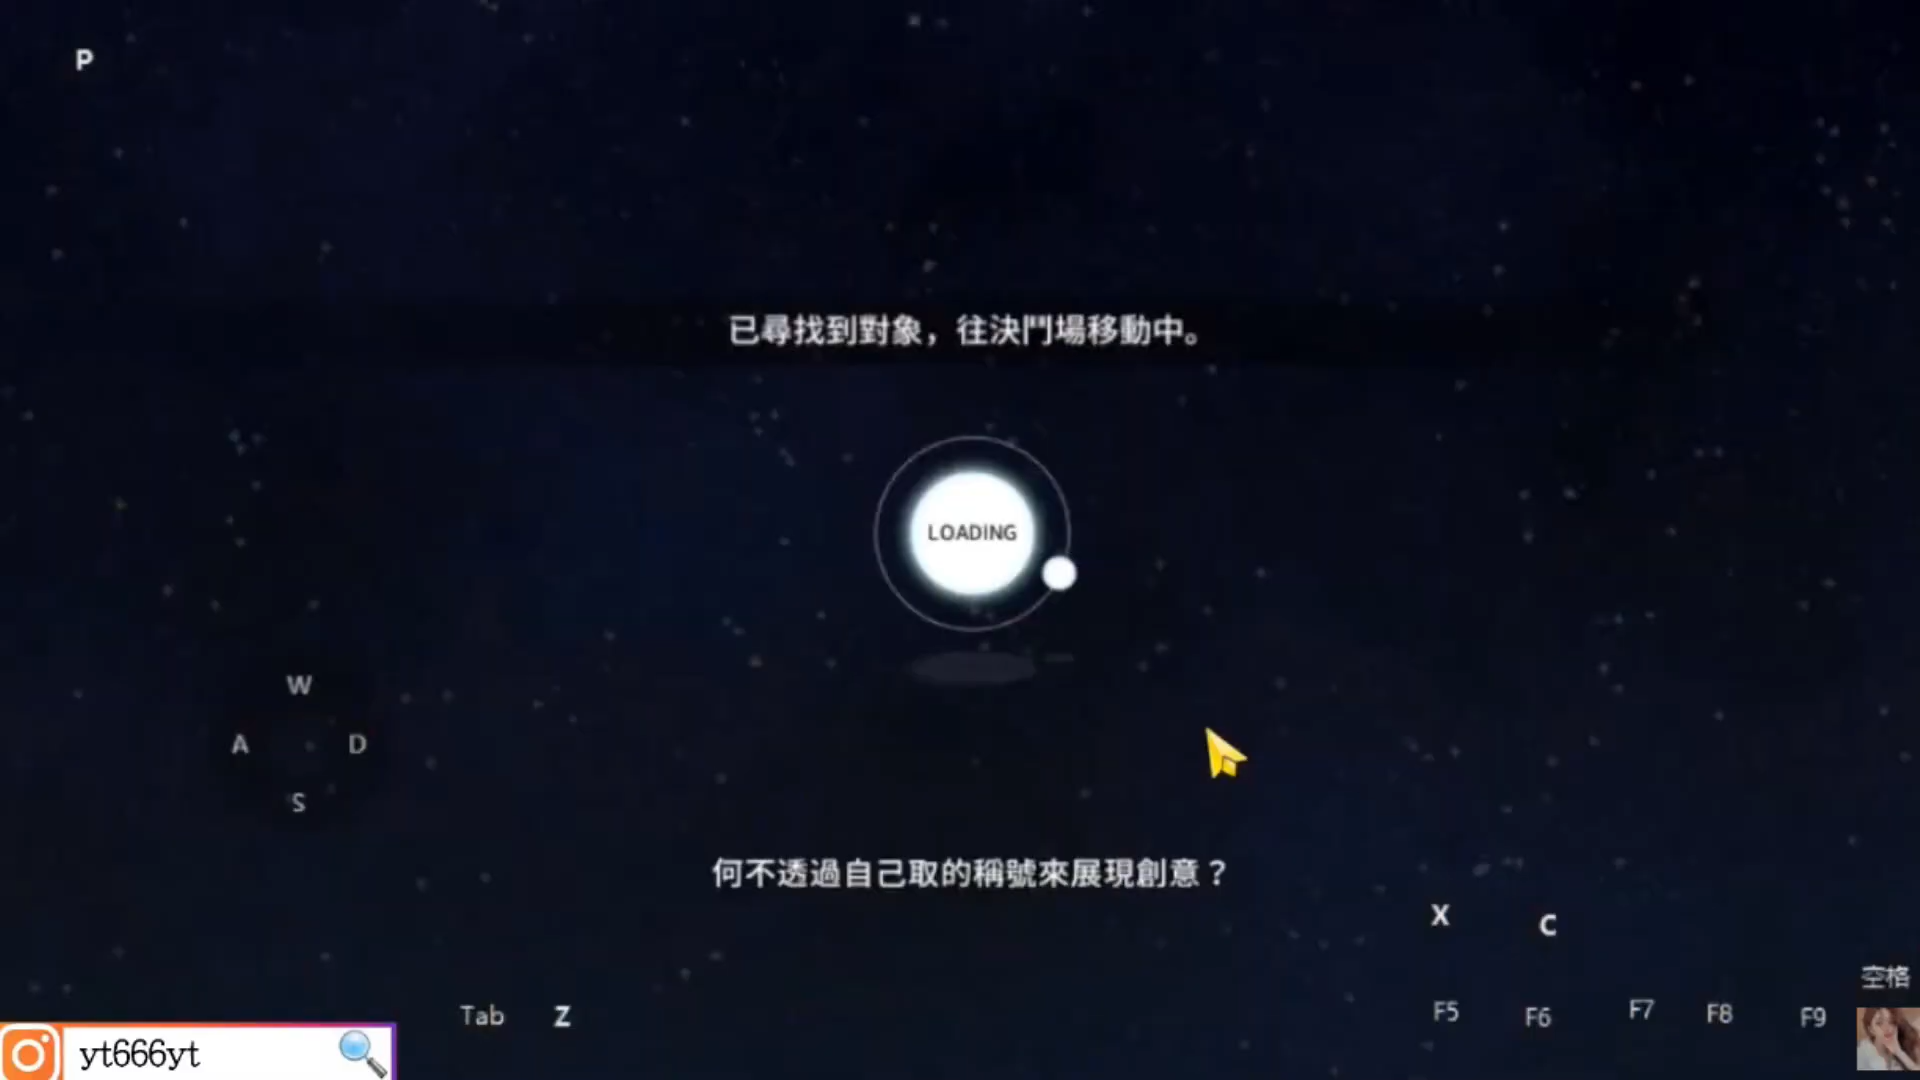 P
已尋找到對象，往決鬥場移動中。
LOADING
W
A D
S
何不透過自己取的稱號來展現創意？
X C
空格
Tab Z
F5 F6 F7 F8 F9
yt666yt